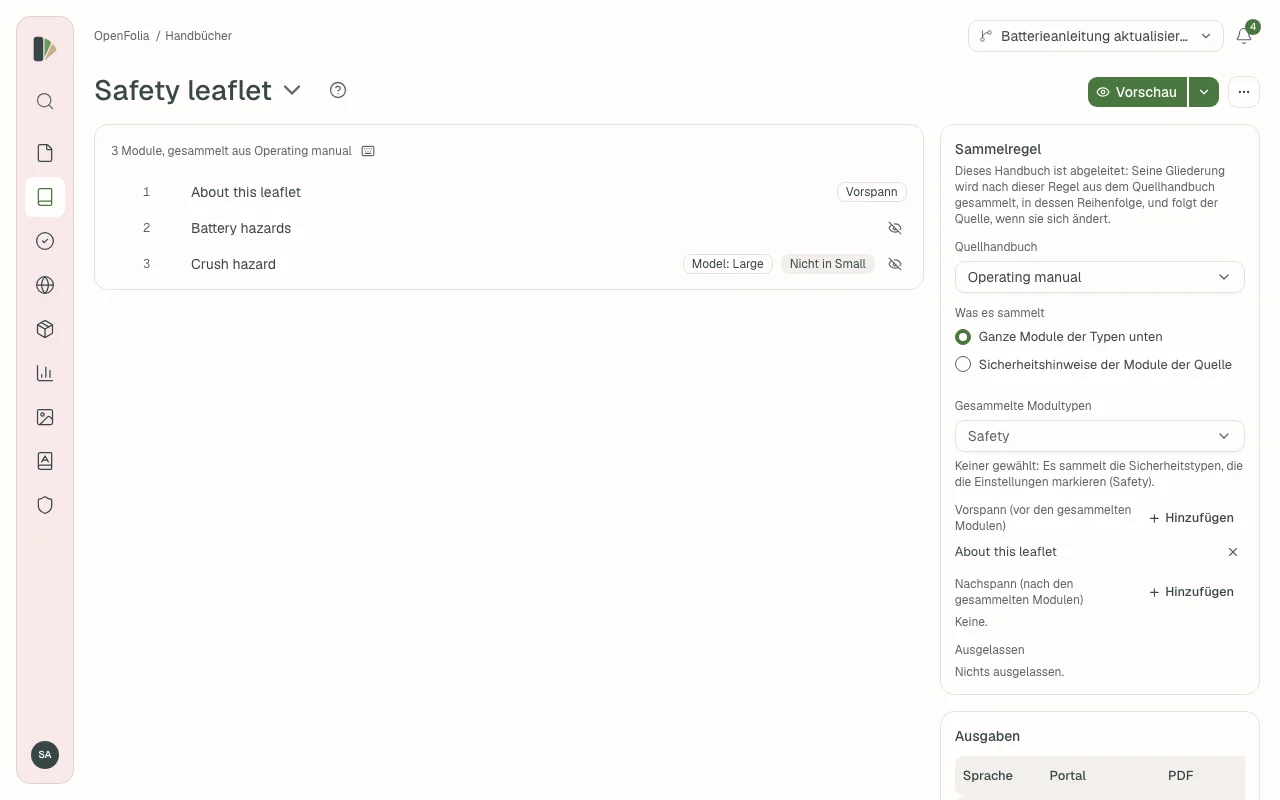 OpenFolia / Handbücher
Batterieanleitung aktualisier...
4
Safety leaflet
Vorschau
3 Module, gesammelt aus Operating manual
1 About this leaflet Vorspann
2 Battery hazards
3 Crush hazard Model: Large Nicht in Small
Sammelregel
Dieses Handbuch ist abgeleitet: Seine Gliederung
wird nach dieser Regel aus dem Quellhandbuch
gesammelt, in dessen Reihenfolge, und folgt der
Quelle, wenn sie sich ändert.
Quellhandbuch
Operating manual
Was es sammelt
Ganze Module der Typen unten
Sicherheitshinweise der Module der Quelle
Gesammelte Modultypen
Safety
Keiner gewählt: Es sammelt die Sicherheitstypen, die
die Einstellungen markieren (Safety).
Vorspann (vor den gesammelten
Modulen)
+ Hinzufügen
About this leaflet
Nachspann (nach den
gesammelten Modulen)
+ Hinzufügen
Keine.
Ausgelassen
Nichts ausgelassen.
Ausgaben
Sprache Portal PDF
SA